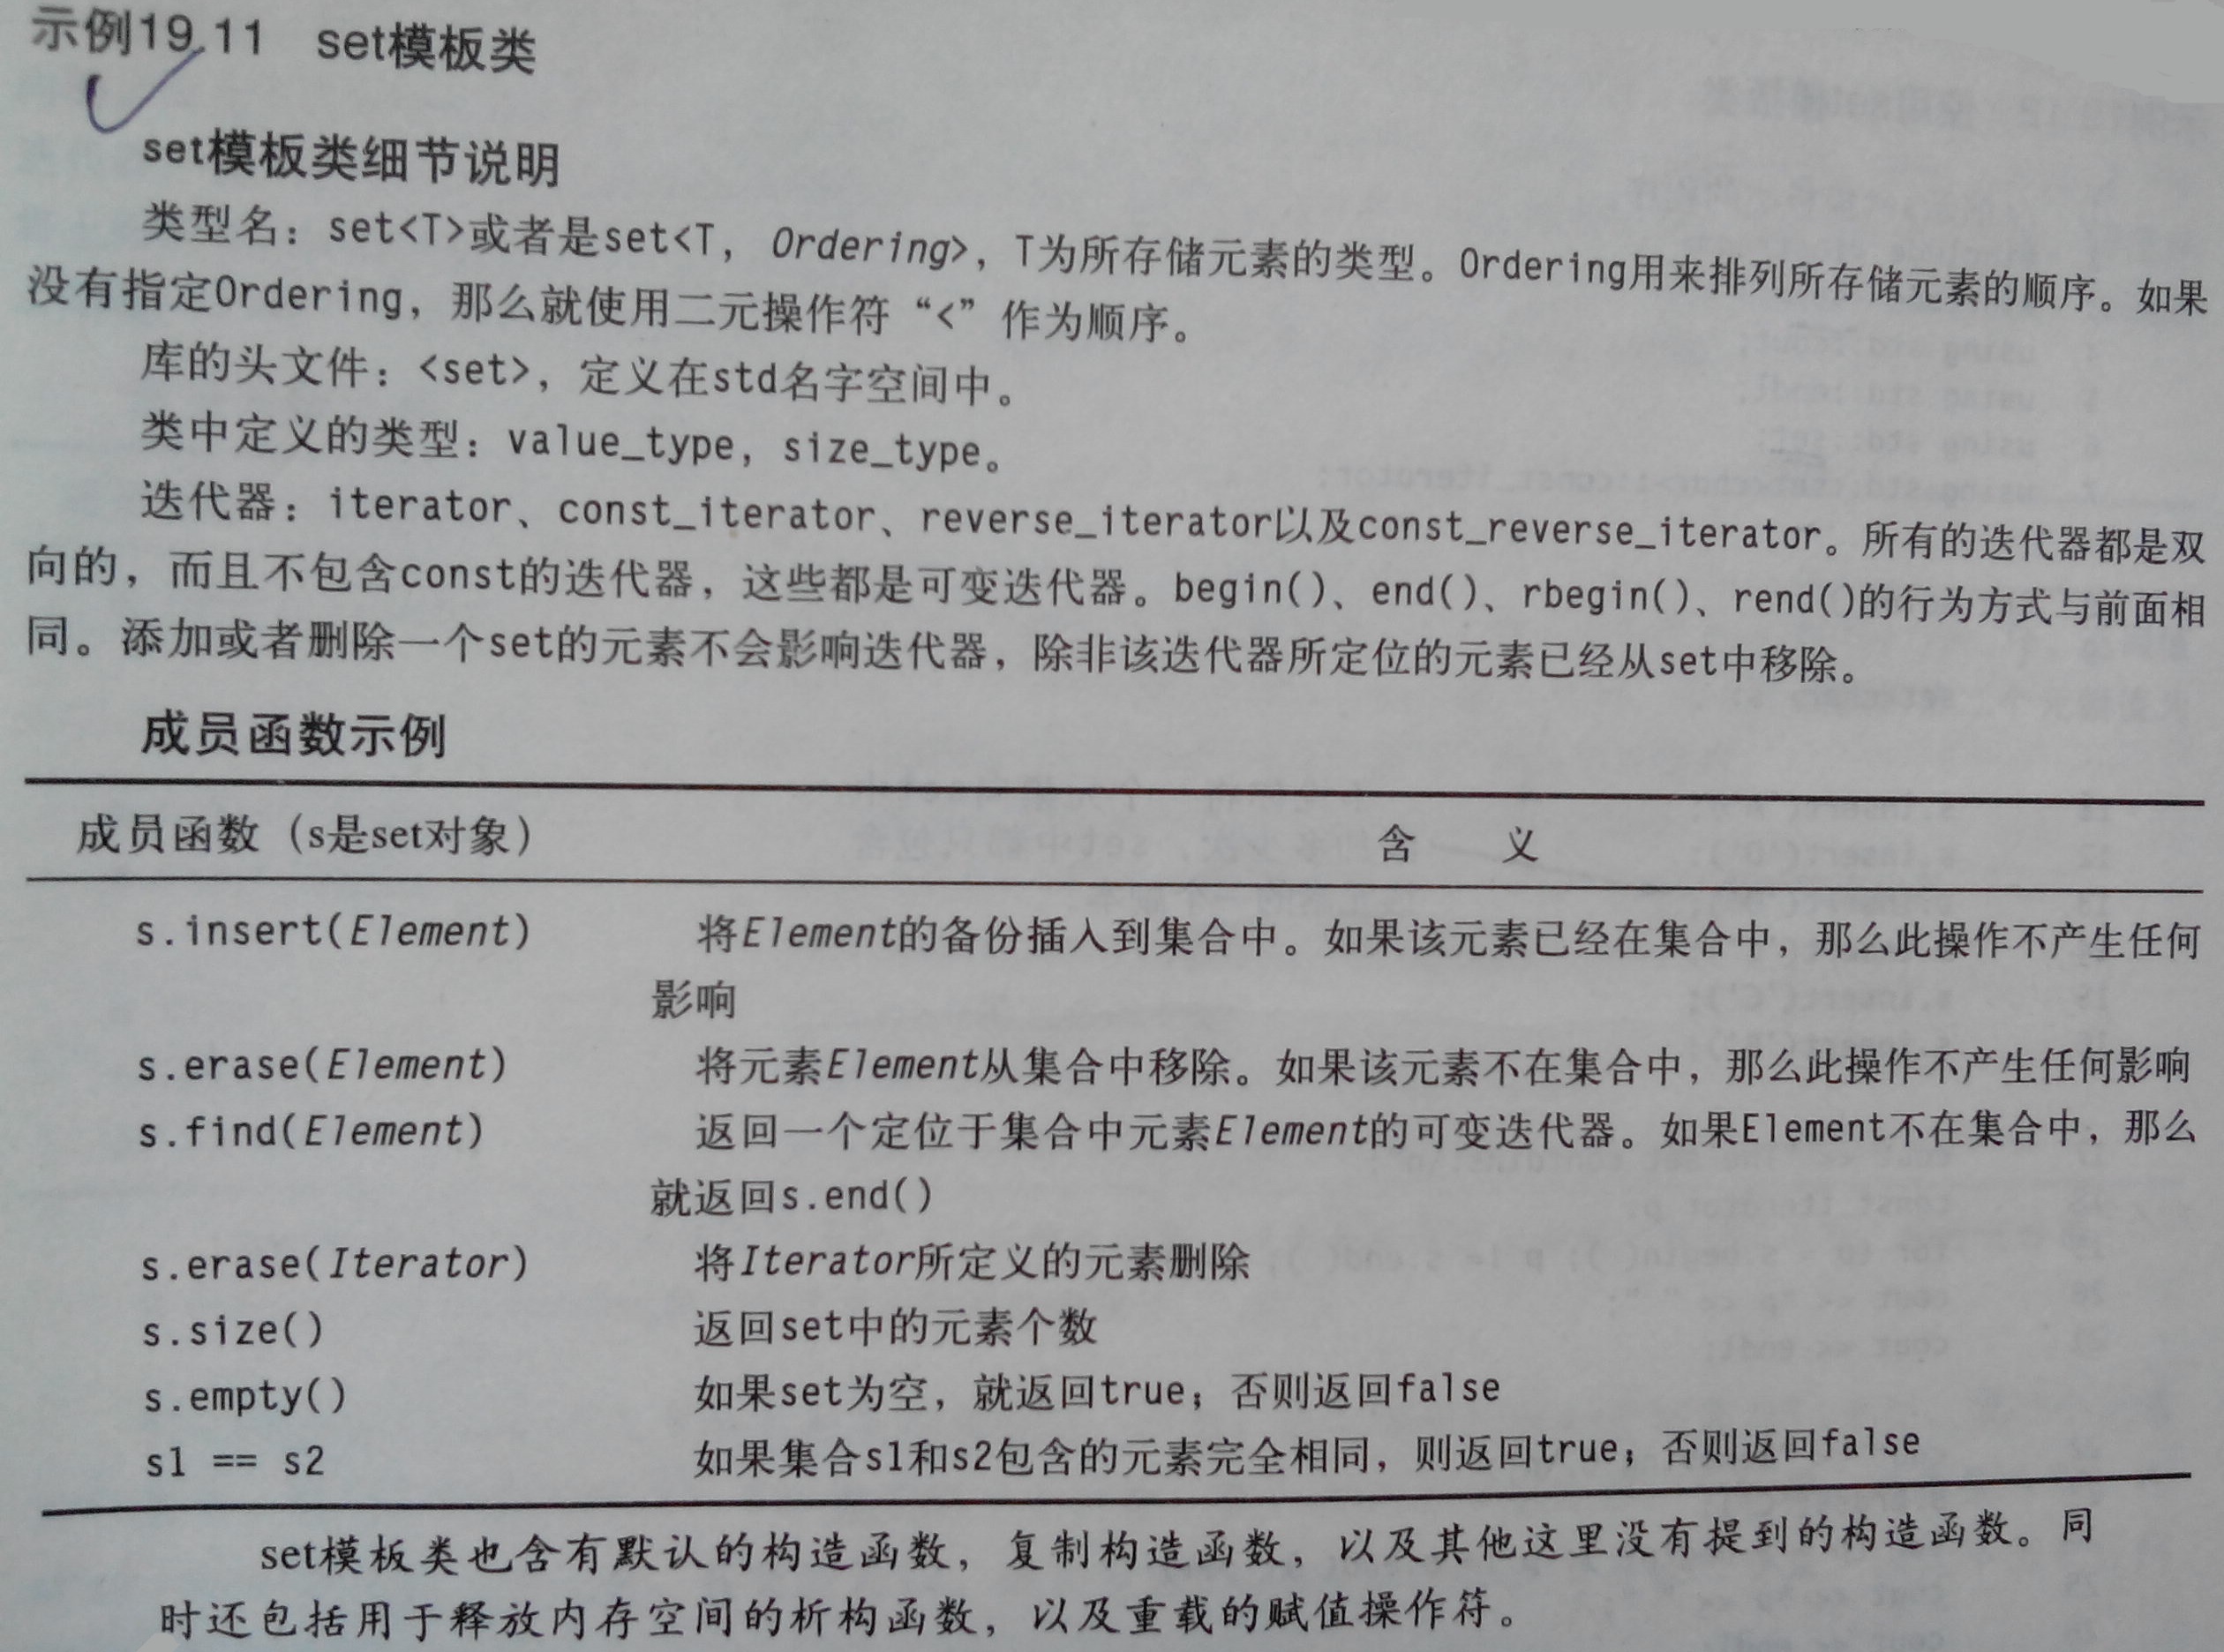 示例19.11 set模板类
set模板类细节说明
类型名：set<T>或者是set<T, Ordering>，T为所存储元素的类型。Ordering用来排列所存储元素的顺序。如果
没有指定Ordering，那么就使用二元操作符“<”作为顺序。
库的头文件：<set>，定义在std名字空间中。
类中定义的类型：value_type，size_type。
迭代器：iterator、const_iterator、reverse_iterator以及const_reverse_iterator。所有的迭代器都是双
向的，而且不包含const的迭代器，这些都是可变迭代器。begin()、end()、rbegin()、rend()的行为方式与前面相
同。添加或者删除一个set的元素不会影响迭代器，除非该迭代器所定位的元素已经从set中移除。
成员函数示例
成员函数（s是set对象） 含 义
s.insert(Element) 将Element的备份插入到集合中。如果该元素已经在集合中，那么此操作不产生任何
影响
s.erase(Element) 将元素Element从集合中移除。如果该元素不在集合中，那么此操作不产生任何影响
s.find(Element) 返回一个定位于集合中元素Element的可变迭代器。如果Element不在集合中，那么
就返回s.end()
s.erase(Iterator) 将Iterator所定义的元素删除
s.size() 返回set中的元素个数
s.empty() 如果set为空，就返回true；否则返回false
s1 == s2 如果集合s1和s2包含的元素完全相同，则返回true；否则返回false
set模板类也含有默认的构造函数，复制构造函数，以及其他这里没有提到的构造函数。同
时还包括用于释放内存空间的析构函数，以及重载的赋值操作符。